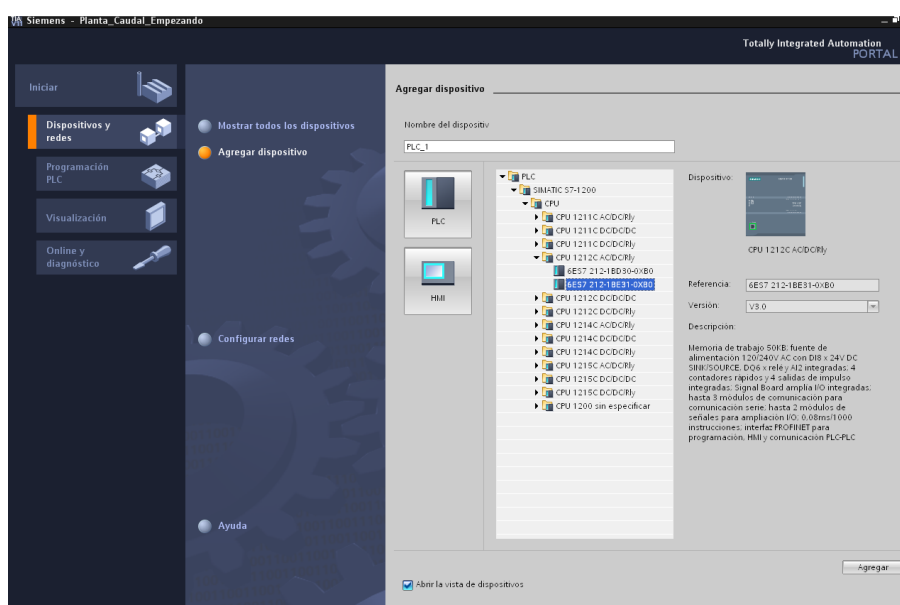 Siemens - Planta_Caudal_Empezando
Totally Integrated Automation
PORTAL
Iniciar
Dispositivos y
redes
Programación
PLC
Visualización
Online y
diagnóstico
Mostrar todos los dispositivos
Agregar dispositivo
Configurar redes
Ayuda
Agregar dispositivo
Nombre del dispositiv
PLC_1
PLC
HMI
PLC
SIMATIC S7-1200
CPU
CPU 1211C AC/DC/Rly
CPU 1211C DC/DC/DC
CPU 1211C DC/DC/Rly
CPU 1212C AC/DC/Rly
6ES7 212-1BD30-0XB0
6ES7 212-1BE31-0XB0
CPU 1212C DC/DC/DC
CPU 1212C DC/DC/Rly
CPU 1214C AC/DC/Rly
CPU 1214C DC/DC/DC
CPU 1214C DC/DC/Rly
CPU 1215C AC/DC/Rly
CPU 1215C DC/DC/DC
CPU 1215C DC/DC/Rly
CPU 1200 sin especificar
Dispositivo:
CPU 1212C AC/DC/Rly
Referencia: 6ES7 212-1BE31-0XB0
Versión: V3.0
Descripción:
Memoria de trabajo 50KB; fuente de
alimentación 120/240V AC con DI8 x 24V DC
SINK/SOURCE, DQ6 x relé y AI2 integradas; 4
contadores rápidos y 4 salidas de impulso
integradas; Signal Board amplia I/O integradas;
hasta 3 módulos de comunicación para
comunicación serie; hasta 2 módulos de
señales para ampliación I/O; 0,08ms/1000
instrucciones; interfaz PROFINET para
programación, HMI y comunicación PLC-PLC
Abrir la vista de dispositivos
Agregar